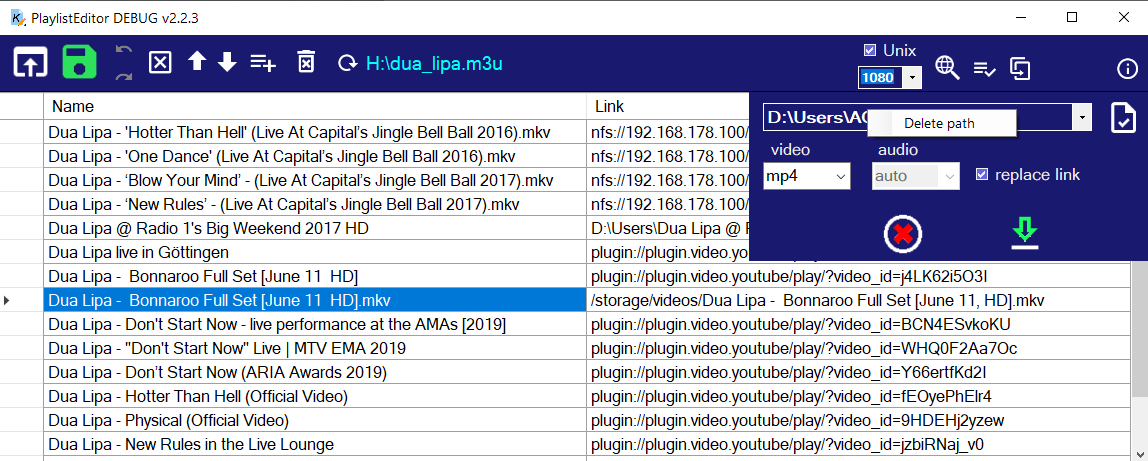 PlaylistEditor DEBUG v2.2.3
H:\dua_lipa.m3u
Unix
1080
Name Link
D:\Users\AC
Delete path
video audio
mp4 auto replace link
Dua Lipa - 'Hotter Than Hell' (Live At Capital’s Jingle Bell Ball 2016).mkv nfs://192.168.178.100/
Dua Lipa - 'One Dance' (Live At Capital’s Jingle Bell Ball 2016).mkv nfs://192.168.178.100/
Dua Lipa - ‘Blow Your Mind’ - (Live At Capital’s Jingle Bell Ball 2017).mkv nfs://192.168.178.100/
Dua Lipa - ‘New Rules’ - (Live At Capital’s Jingle Bell Ball 2017).mkv nfs://192.168.178.100/
Dua Lipa @ Radio 1's Big Weekend 2017 HD D:\Users\Dua Lipa @
Dua Lipa live in Göttingen plugin://plugin.video.youtube/play/?video_
Dua Lipa - Bonnaroo Full Set [June 11 HD] plugin://plugin.video.youtube/play/?video_id=j4LK62i5O3I
Dua Lipa - Bonnaroo Full Set [June 11 HD].mkv /storage/videos/Dua Lipa - Bonnaroo Full Set [June 11, HD].mkv
Dua Lipa - Don't Start Now - live performance at the AMAs [2019] plugin://plugin.video.youtube/play/?video_id=BCN4ESvkoKU
Dua Lipa - "Don't Start Now" Live | MTV EMA 2019 plugin://plugin.video.youtube/play/?video_id=WHQ0F2Aa7Oc
Dua Lipa - Don’t Start Now (ARIA Awards 2019) plugin://plugin.video.youtube/play/?video_id=Y66ertfKd2I
Dua Lipa - Hotter Than Hell (Official Video) plugin://plugin.video.youtube/play/?video_id=fEOyePhElr4
Dua Lipa - Physical (Official Video) plugin://plugin.video.youtube/play/?video_id=9HDEHj2yzew
Dua Lipa - New Rules in the Live Lounge plugin://plugin.video.youtube/play/?video_id=jzbiRNaj_v0